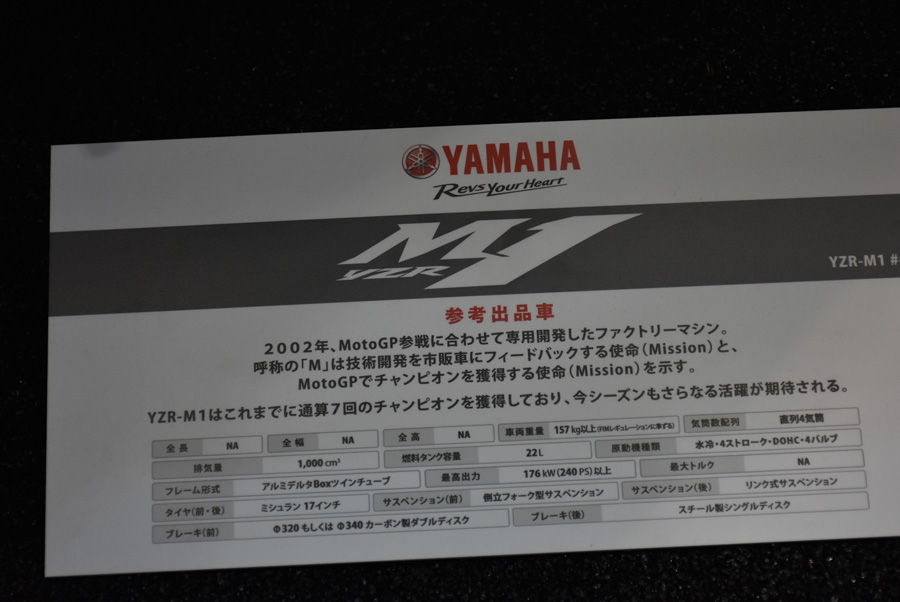 YAMAHA
Revs Your Heart
YZR M1
YZR-M1
参考出品車
2002年、MotoGP参戦に合わせて専用開発したファクトリーマシン。
呼称の「M」は技術開発を市販車にフィードバックする使命(Mission)と、
MotoGPでチャンピオンを獲得する使命(Mission)を示す。
YZR-M1はこれまでに通算7回のチャンピオンを獲得しており、今シーズンもさらなる活躍が期待される。
全長 NA 全幅 NA 全高 NA 車両重量 157kg以上(FIMレギュレーションに準ずる) 気筒数配列 直列4気筒
排気量 1,000cm³ 燃料タンク容量 22L 原動機種類 水冷・4ストローク・DOHC・4バルブ
フレーム形式 アルミデルタBoxツインチューブ 最高出力 176kW(240PS)以上 最大トルク NA
タイヤ(前・後) ミシュラン 17インチ サスペンション(前) 倒立フォーク型サスペンション サスペンション(後) リンク式サスペンション
ブレーキ(前) Φ320 もしくは Φ340 カーボン製ダブルディスク ブレーキ(後) スチール製シングルディスク